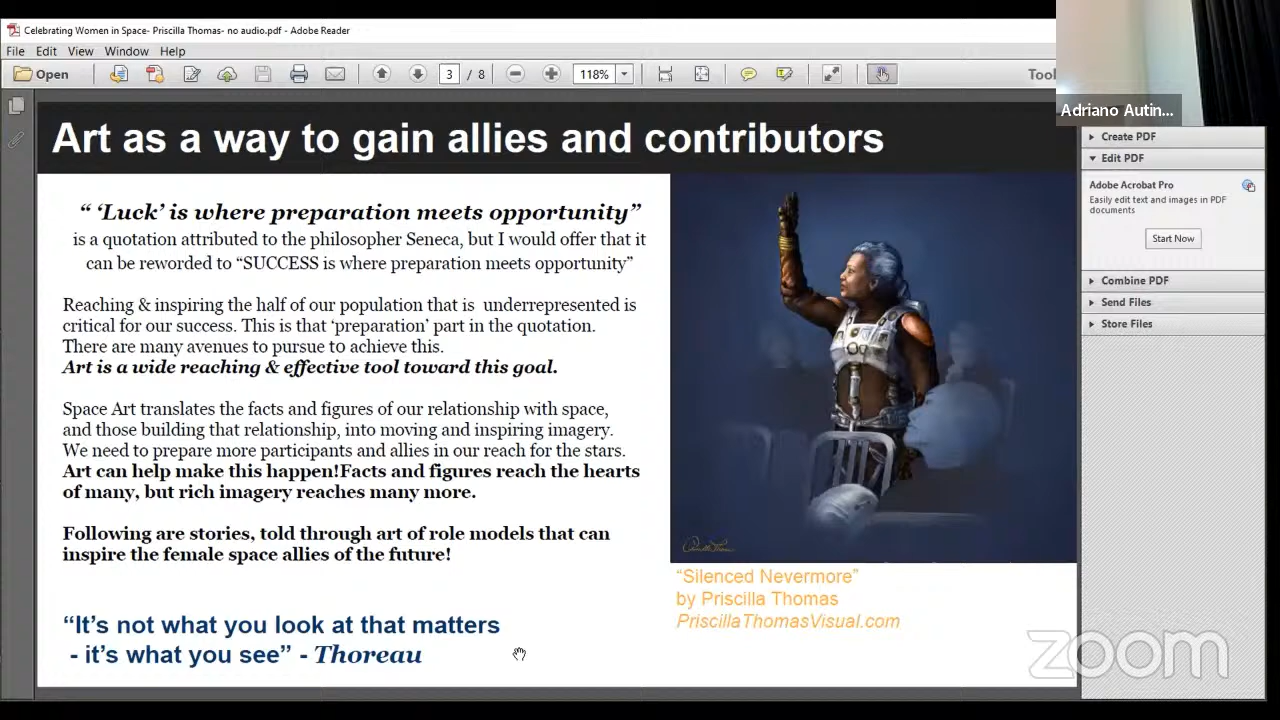 Celebrating Women in Space- Priscilla Thomas- no audio.pdf - Adobe Reader
File Edit View Window Help
Open 3 / 8 118% Tool
Adriano Autin...
Create PDF
Edit PDF
Adobe Acrobat Pro
Easily edit text and images in PDF
documents
Start Now
Combine PDF
Send Files
Store Files
Art as a way to gain allies and contributors
“ ‘Luck’ is where preparation meets opportunity”
is a quotation attributed to the philosopher Seneca, but I would offer that it
can be reworded to “SUCCESS is where preparation meets opportunity”
Reaching & inspiring the half of our population that is underrepresented is
critical for our success. This is that ‘preparation’ part in the quotation.
There are many avenues to pursue to achieve this.
Art is a wide reaching & effective tool toward this goal.
Space Art translates the facts and figures of our relationship with space,
and those building that relationship, into moving and inspiring imagery.
We need to prepare more participants and allies in our reach for the stars.
Art can help make this happen!Facts and figures reach the hearts
of many, but rich imagery reaches many more.
Following are stories, told through art of role models that can
inspire the female space allies of the future!
“It’s not what you look at that matters
- it’s what you see” - Thoreau
“Silenced Nevermore”
by Priscilla Thomas
PriscillaThomasVisual.com
zoom